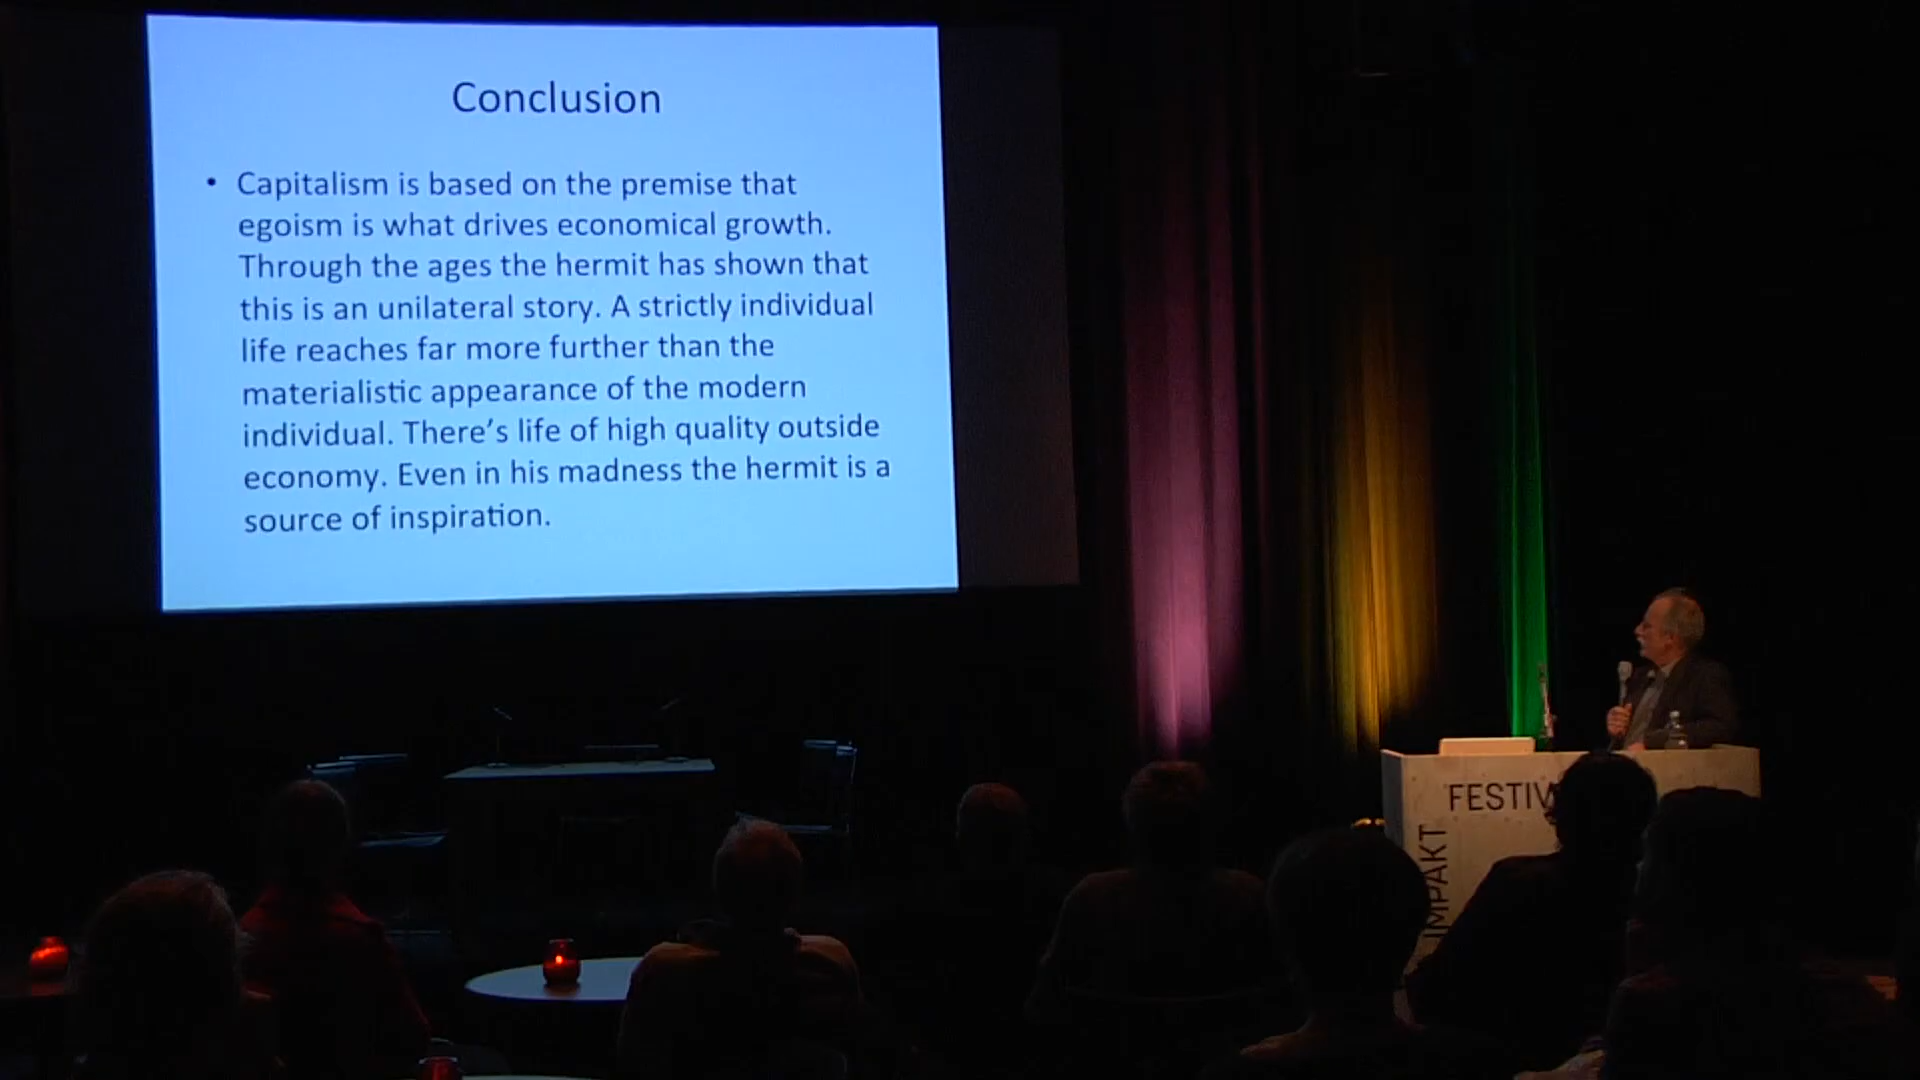 Conclusion
• Capitalism is based on the premise that
egoism is what drives economical growth.
Through the ages the hermit has shown that
this is an unilateral story. A strictly individual
life reaches far more further than the
materialistic appearance of the modern
individual. There's life of high quality outside
economy. Even in his madness the hermit is a
source of inspiration.
FESTIV
IMPAKT